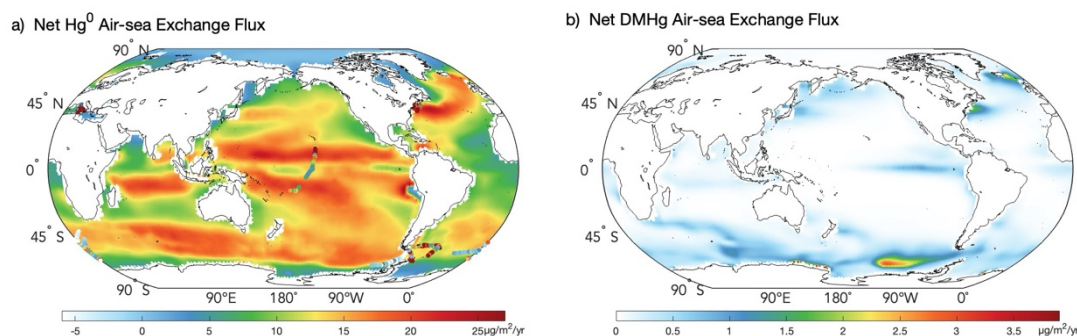 a) Net Hg⁰ Air-sea Exchange Flux
90° N
45° N
0°
45° S
90° S
90°E 180° 90°W 0°
-5 0 5 10 15 20 25µg/m²/yr
b) Net DMHg Air-sea Exchange Flux
90° N
45° N
0°
45° S
90° S
90°E 180° 90°W 0°
0 0.5 1 1.5 2 2.5 3 3.5 µg/m²/yr